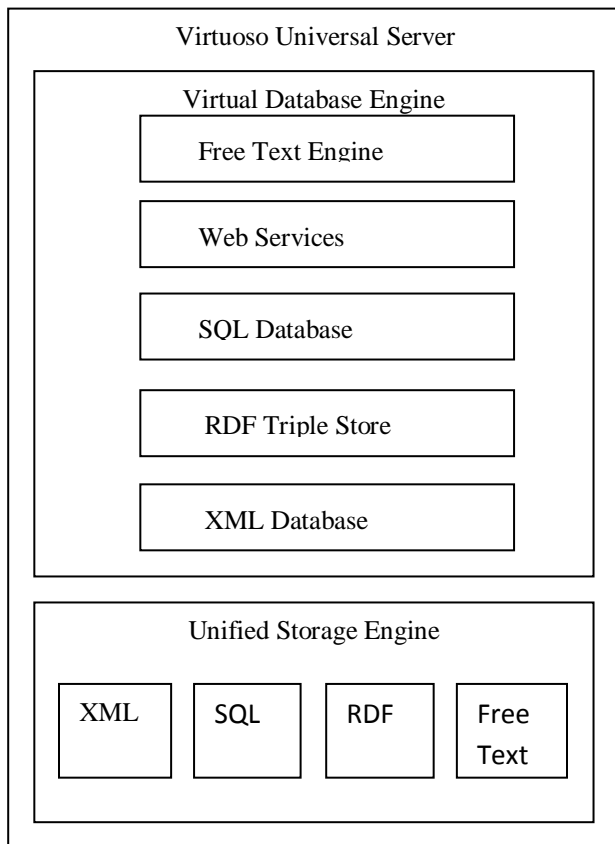 Virtuoso Universal Server
Virtual Database Engine
Free Text Engine
Web Services
SQL Database
RDF Triple Store
XML Database
Unified Storage Engine
XML
SQL
RDF
Free
Text